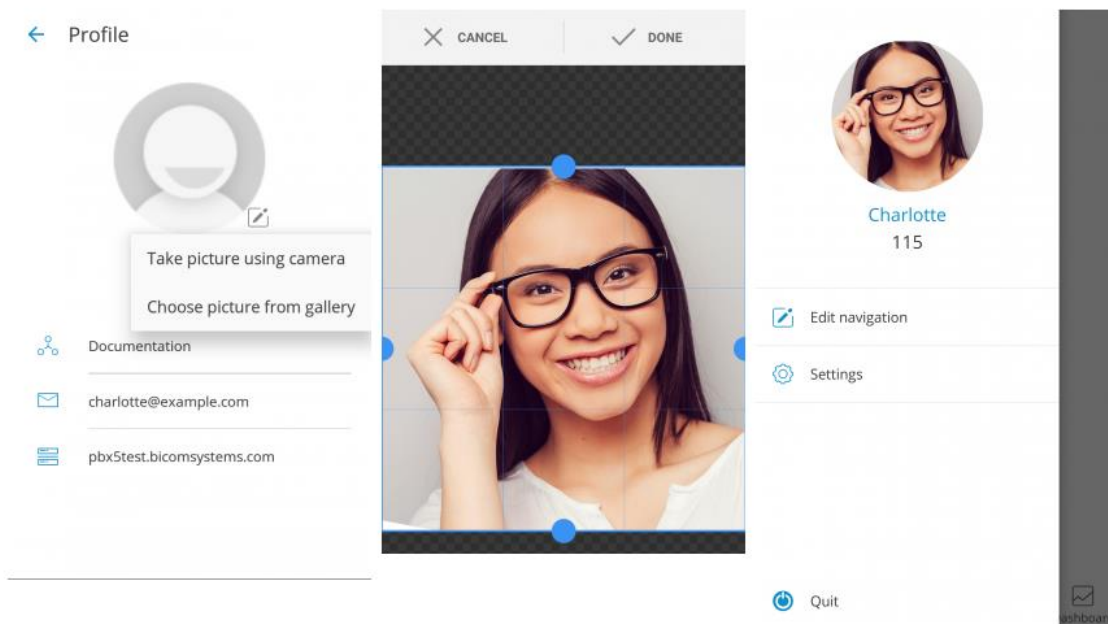 Profile
Take picture using camera
Choose picture from gallery
Documentation
charlotte@example.com
pbx5test.bicomsystems.com
CANCEL
DONE
Charlotte
115
Edit navigation
Settings
Quit
ashboar